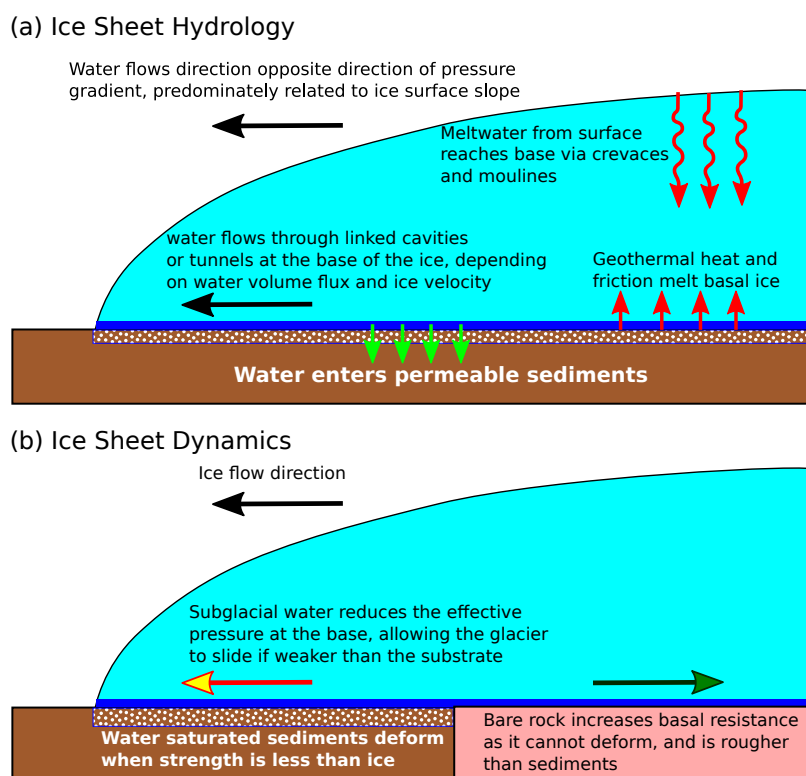 (a) Ice Sheet Hydrology
Water flows direction opposite direction of pressure
gradient, predominately related to ice surface slope
Meltwater from surface
reaches base via crevaces
and moulines
water flows through linked cavities
or tunnels at the base of the ice, depending
on water volume flux and ice velocity
Geothermal heat and
friction melt basal ice
Water enters permeable sediments
(b) Ice Sheet Dynamics
Ice flow direction
Subglacial water reduces the effective
pressure at the base, allowing the glacier
to slide if weaker than the substrate
Water saturated sediments deform
when strength is less than ice
Bare rock increases basal resistance
as it cannot deform, and is rougher
than sediments